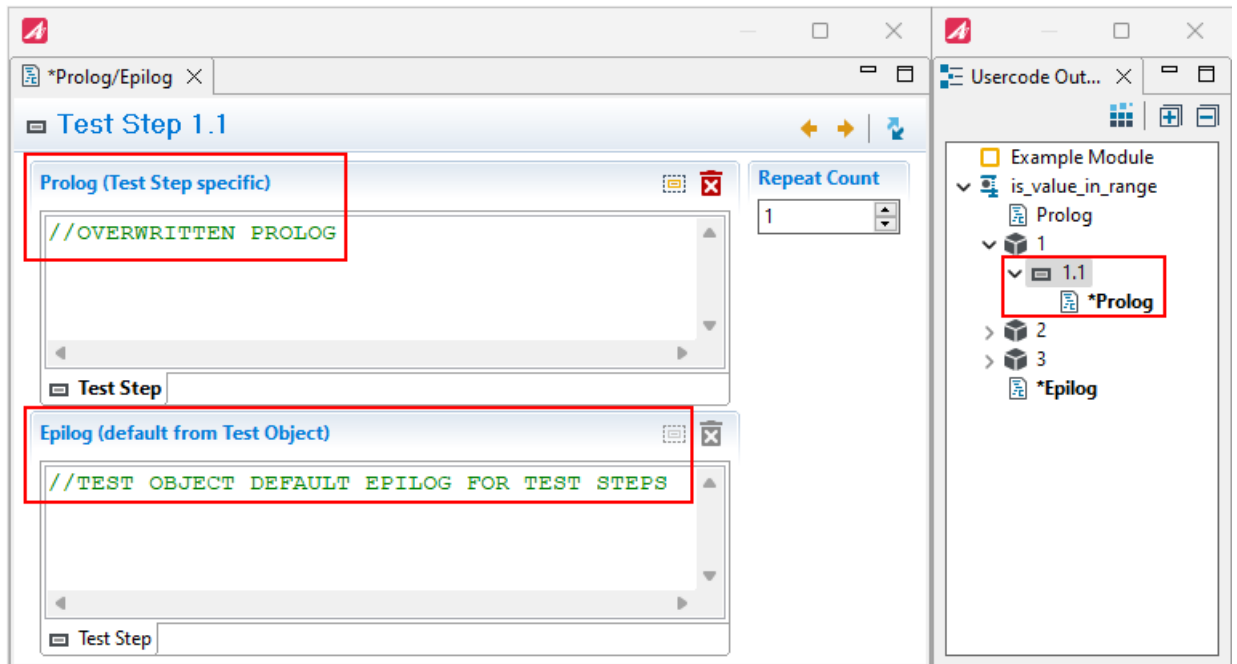 *Prolog/Epilog
Test Step 1.1
Prolog (Test Step specific)
Repeat Count
//OVERWRITTEN PROLOG
1
Test Step
Epilog (default from Test Object)
//TEST OBJECT DEFAULT EPILOG FOR TEST STEPS
Test Step
Usercode Out...
Example Module
is_value_in_range
Prolog
1
1.1
*Prolog
2
3
*Epilog